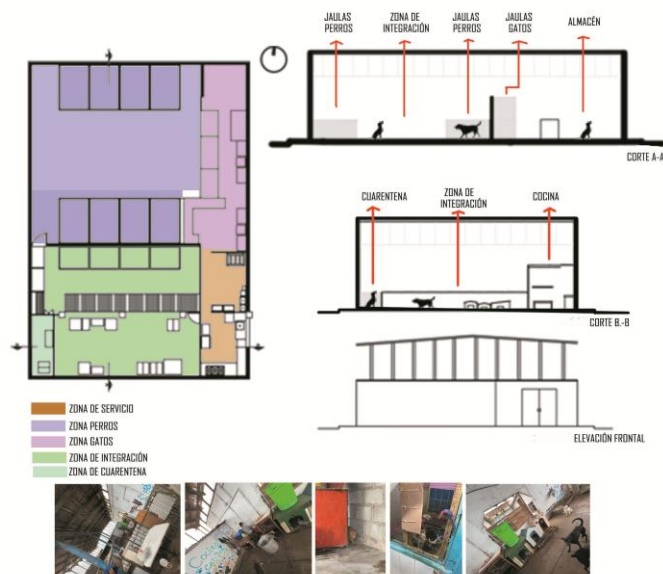 JAULAS
PERROS
ZONA DE
INTEGRACIÓN
JAULAS
PERROS
JAULAS
GATOS
ALMACÉN
CORTE A-A
CUARENTENA
ZONA DE
INTEGRACIÓN
COCINA
CORTE B.-B
ELEVACIÓN FRONTAL
ZONA DE SERVICIO
ZONA PERROS
ZONA GATOS
ZONA DE INTEGRACIÓN
ZONA DE CUARENTENA